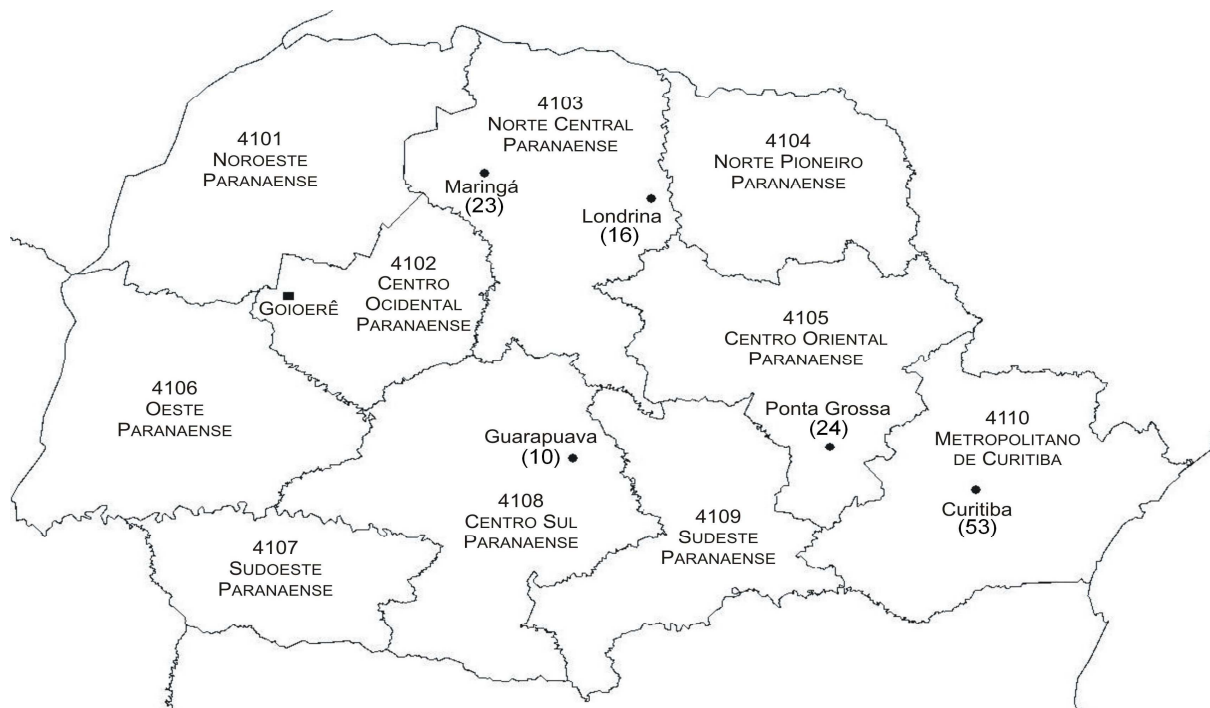 4101
NOROESTE
PARANAENSE
4103
NORTE CENTRAL
PARANAENSE
Maringá
(23)
Londrina
(16)
4104
NORTE PIONEIRO
PARANAENSE
4102
CENTRO
OCIDENTAL
PARANAENSE
GOIOERÊ
4105
CENTRO ORIENTAL
PARANAENSE
Ponta Grossa
(24)
4106
OESTE
PARANAENSE
Guarapuava
(10)
4108
CENTRO SUL
PARANAENSE
4110
METROPOLITANO
DE CURITIBA
Curitiba
(53)
4107
SUDOESTE
PARANAENSE
4109
SUDESTE
PARANAENSE